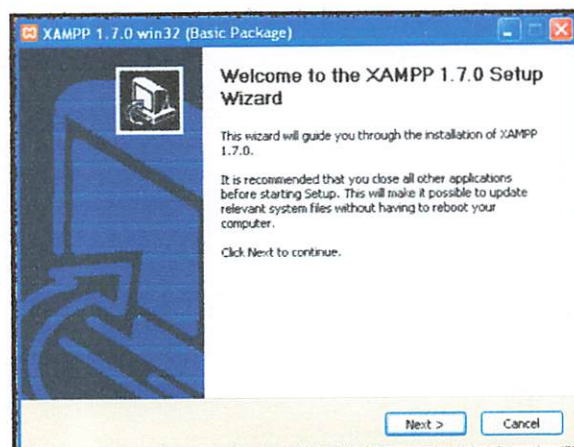 XAMPP 1.7.0 win32 (Basic Package)
Welcome to the XAMPP 1.7.0 Setup
Wizard
This wizard will guide you through the installation of XAMPP
1.7.0.
It is recommended that you close all other applications
before starting Setup. This will make it possible to update
relevant system files without having to reboot your
computer.
Click Next to continue.
Next >
Cancel